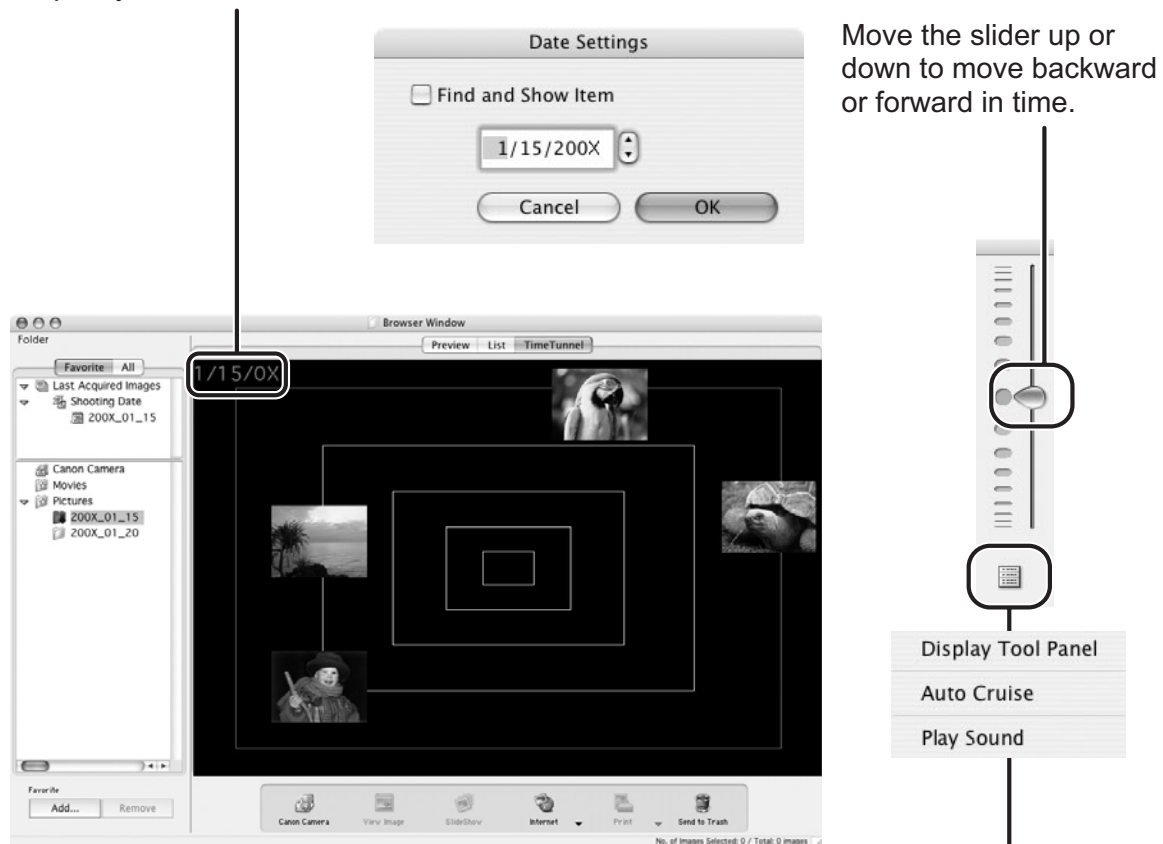 Date Settings
Find and Show Item
1/15/200X
Cancel
OK
Move the slider up or
down to move backward
or forward in time.
Browser Window
Folder
Preview
List
TimeTunnel
Favorite
All
1/15/0X
Last Acquired Images
Shooting Date
200X_01_15
Canon Camera
Movies
Pictures
200X_01_15
200X_01_20
Favorite
Add...
Remove
Canon Camera
View Image
SlideShow
Internet
Print
Send to Trash
No. of Images Selected: 0 / Total: 0 images
Display Tool Panel
Auto Cruise
Play Sound